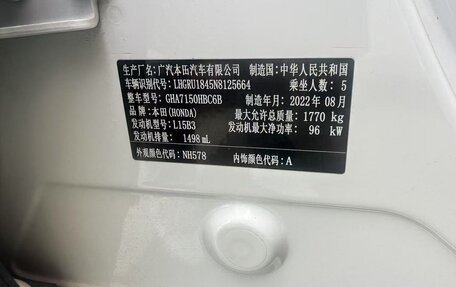 生产厂厂名:广汽本田汽车有限公司 制造国:中华人民共和国
车辆识别代号:LHGRU1845N8125664 乘坐人数: 5
整车型号:GHA7150HBC6B 制造年月:2022年08月
品牌:本田(HONDA) 最大允许总质量:1770 kg
发动机型号:L15B3 发动机最大净功率: 96 kW
发动机排量:1498mL
外观颜色代码:NH578 内饰颜色代码:A